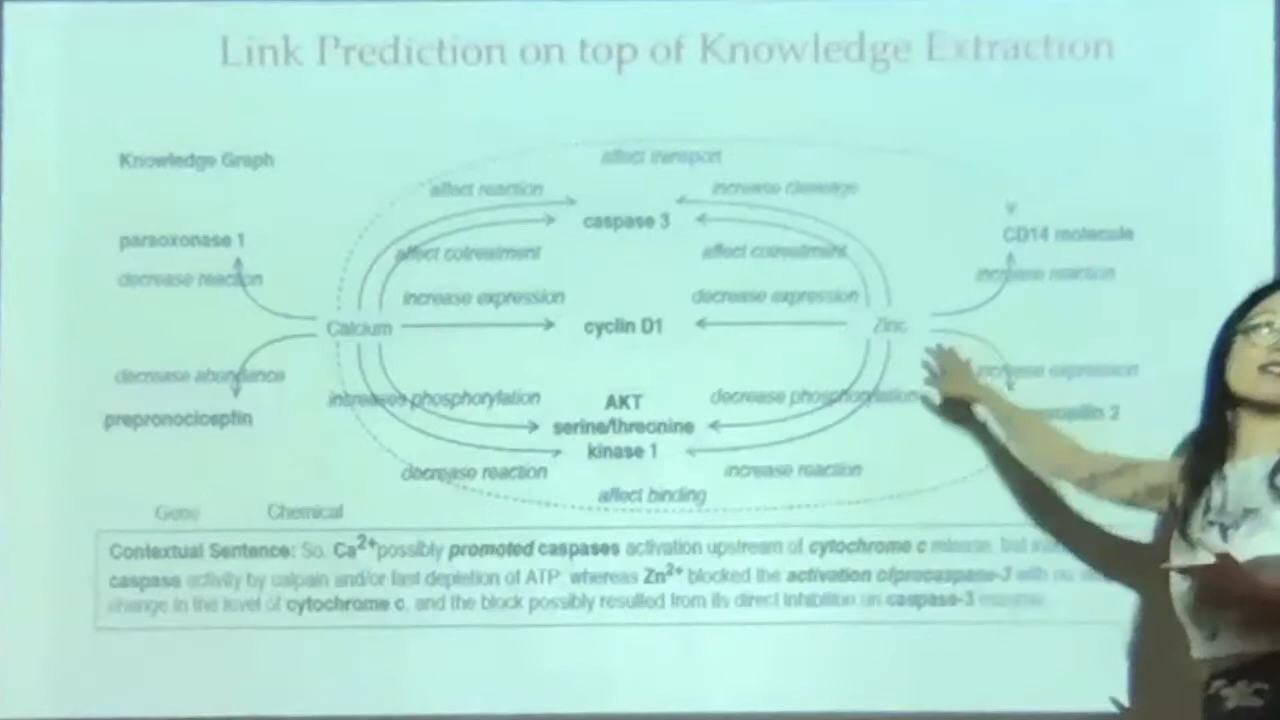 Link Prediction on top of Knowledge Extraction
Knowledge Graph
affect transport
affect reaction
increase cleavage
caspase 3
paraoxonase 1
CD14 molecule
affect cotreatment
affect cotreatment
decrease reaction
increase reaction
increase expression
decrease expression
Calcium
cyclin D1
Zinc
decrease abundance
increase expression
increases phosphorylation
AKT
decrease phosphorylation
prepronociceptin
2
serine/threonine
kinase 1
decrease reaction
increase reaction
affect binding
Gene
Chemical
Contextual Sentence: So, Ca2+ possibly promoted caspases activation upstream of cytochrome c release, but
caspase activity by calpain and/or fast depletion of ATP; whereas Zn2+ blocked the activation ofprocaspase-3 with no
change in the level of cytochrome c, and the block possibly resulted from its direct inhibition on caspase-3 enzyme